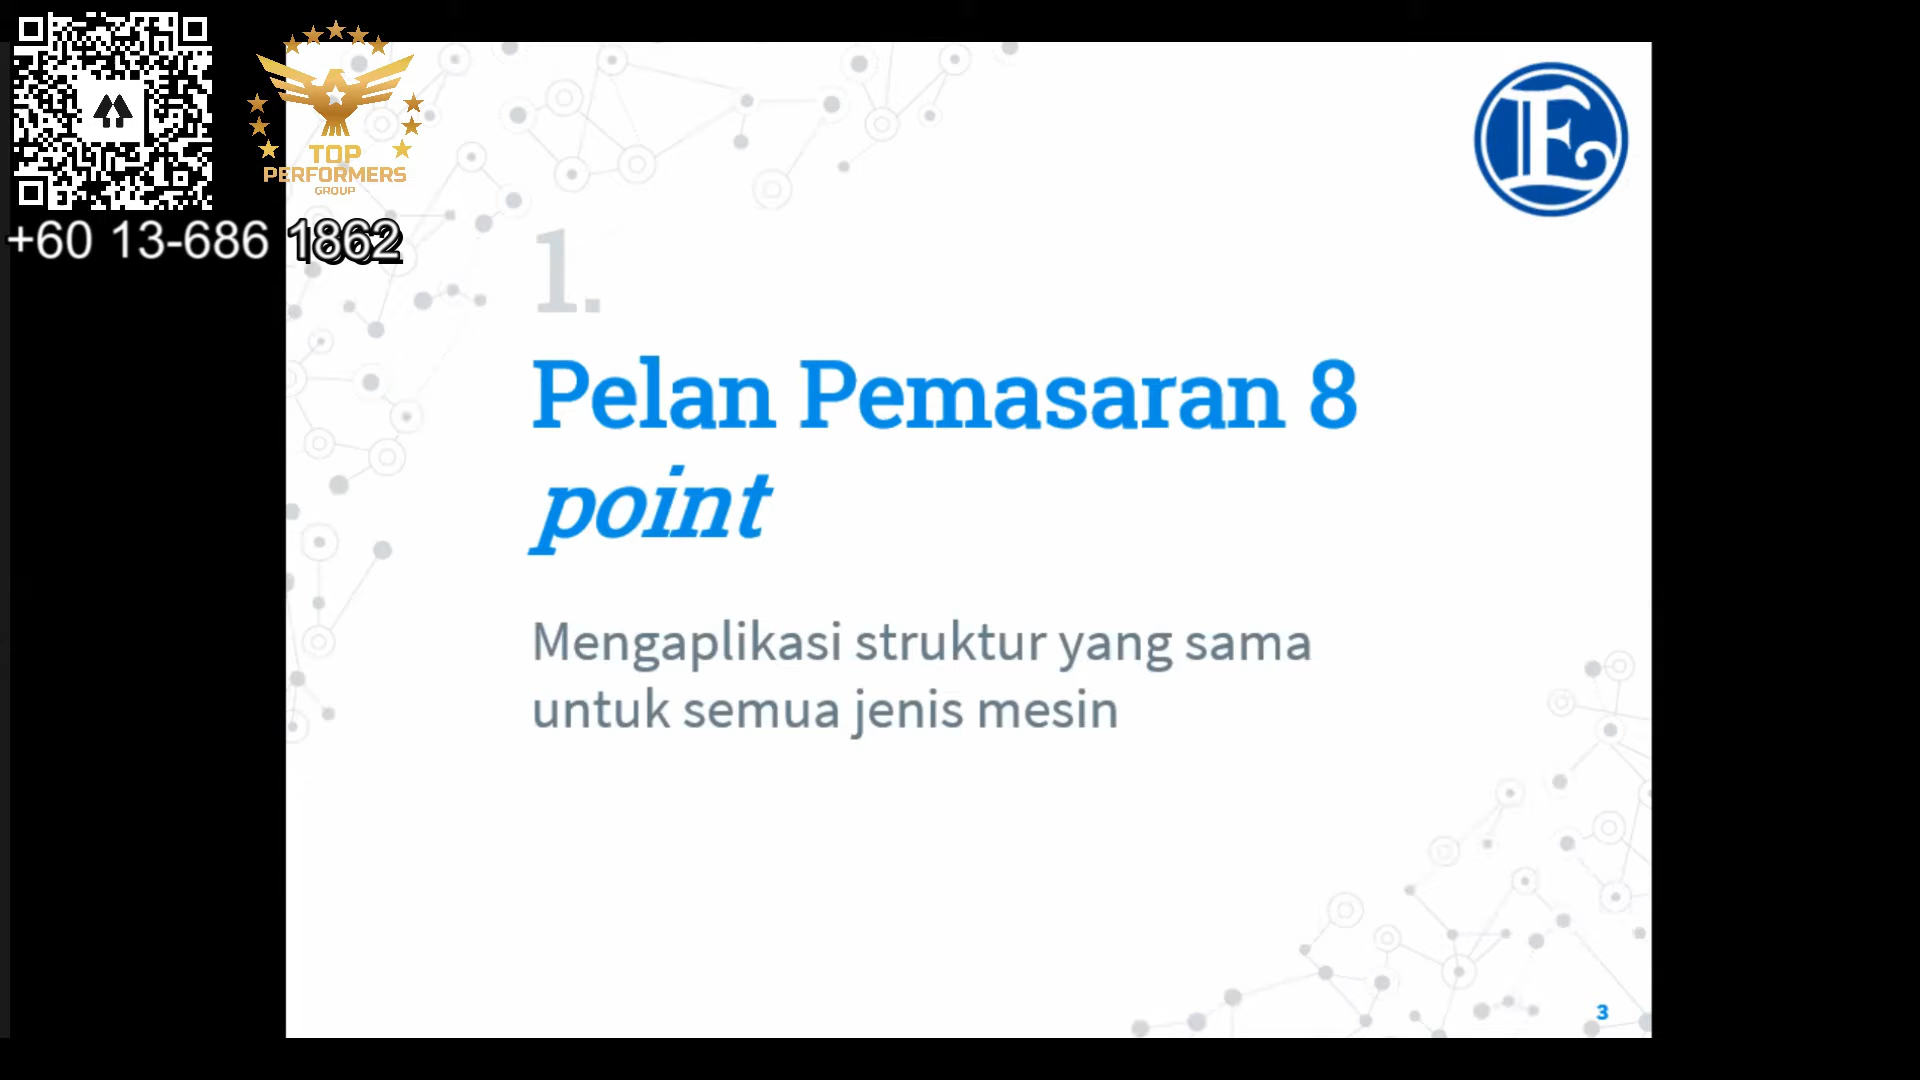 TOP
PERFORMERS
GROUP
+60 13-686 1862
E
1.
Pelan Pemasaran 8
point
Mengaplikasi struktur yang sama
untuk semua jenis mesin
3